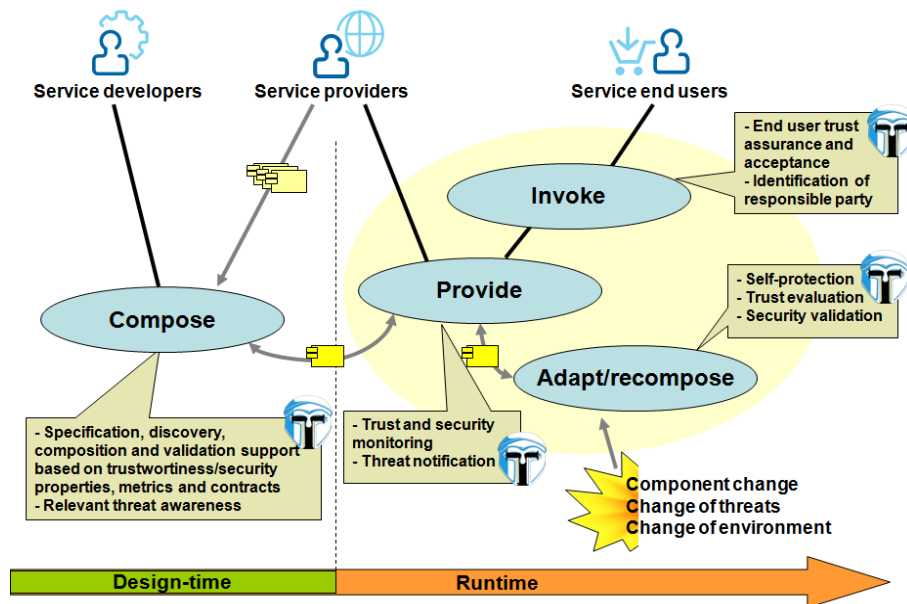 Service developers
Service providers
Service end users
- End user trust
assurance and
acceptance
- Identification of
responsible party
Invoke
Provide
Compose
- Self-protection
- Trust evaluation
- Security validation
Adapt/recompose
- Specification, discovery,
composition and validation support
based on trustwortiness/security
properties, metrics and contracts
- Relevant threat awareness
- Trust and security
monitoring
- Threat notification
Component change
Change of threats
Change of environment
Design-time
Runtime